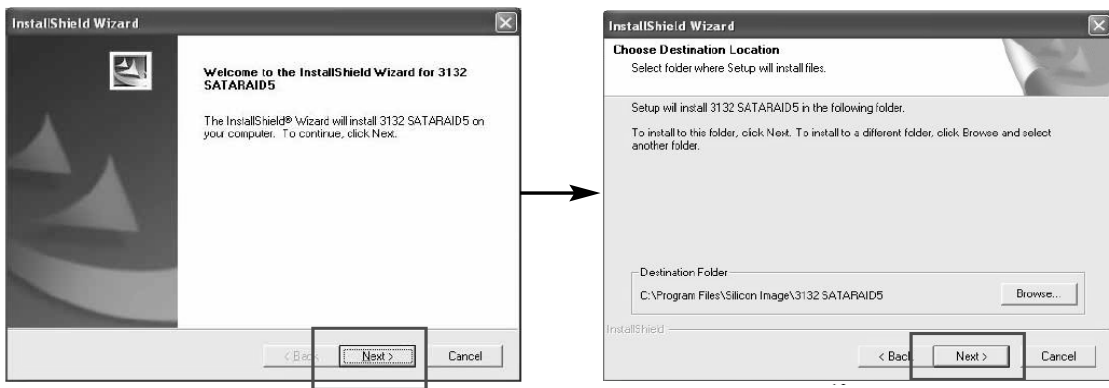 InstallShield Wizard
Welcome to the InstallShield Wizard for 3132
SATARAID5
The InstallShield® Wizard will install 3132 SATARAID5 on
your computer. To continue, click Next.
< Back
Next >
Cancel
InstallShield Wizard
Choose Destination Location
Select folder where Setup will install files.
Setup will install 3132 SATARAID5 in the following folder.
To install to this folder, click Next. To install to a different folder, click Browse and select
another folder.
Destination Folder
C:\Program Files\Silicon Image\3132 SATARAID5
Browse...
InstallShield
< Back
Next >
Cancel